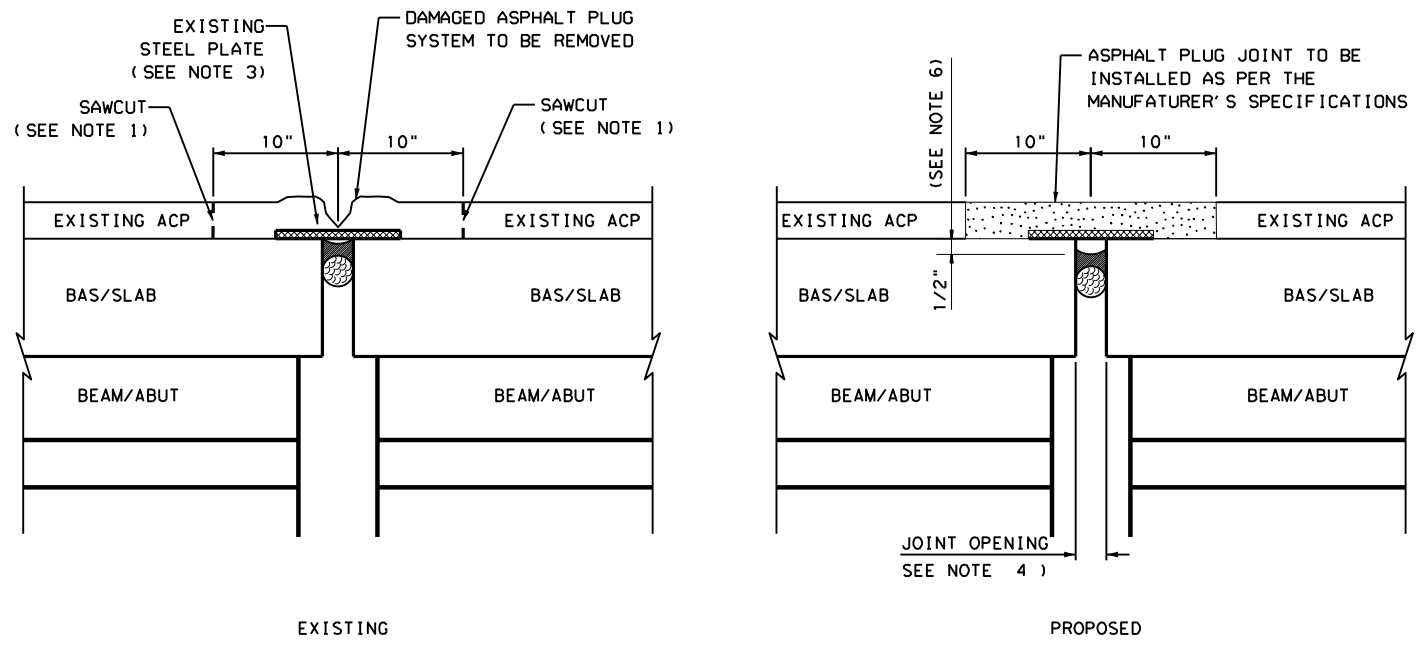 EXISTING
STEEL PLATE
(SEE NOTE 3)
DAMAGED ASPHALT PLUG
SYSTEM TO BE REMOVED
SAWCUT
(SEE NOTE 1)
SAWCUT
(SEE NOTE 1)
10"
10"
EXISTING ACP
EXISTING ACP
BAS/SLAB
BAS/SLAB
BEAM/ABUT
BEAM/ABUT
EXISTING
ASPHALT PLUG JOINT TO BE
INSTALLED AS PER THE
MANUFATURER'S SPECIFICATIONS
(SEE NOTE 6)
10"
10"
EXISTING ACP
EXISTING ACP
1/2"
BAS/SLAB
BAS/SLAB
BEAM/ABUT
BEAM/ABUT
JOINT OPENING
SEE NOTE 4 )
PROPOSED